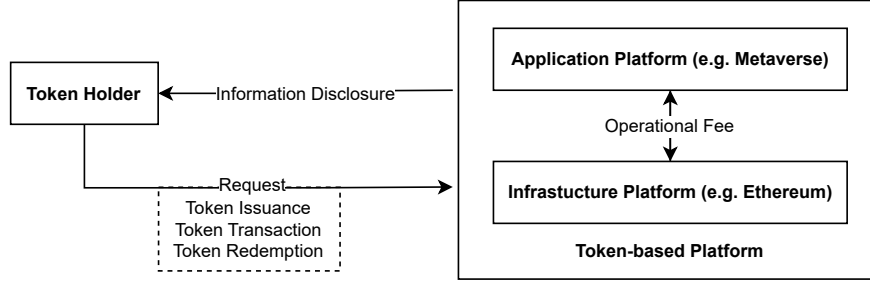 Application Platform (e.g. Metaverse)
Token Holder
Information Disclosure
Operational Fee
Request
Token Issuance
Token Transaction
Token Redemption
Infrastucture Platform (e.g. Ethereum)
Token-based Platform